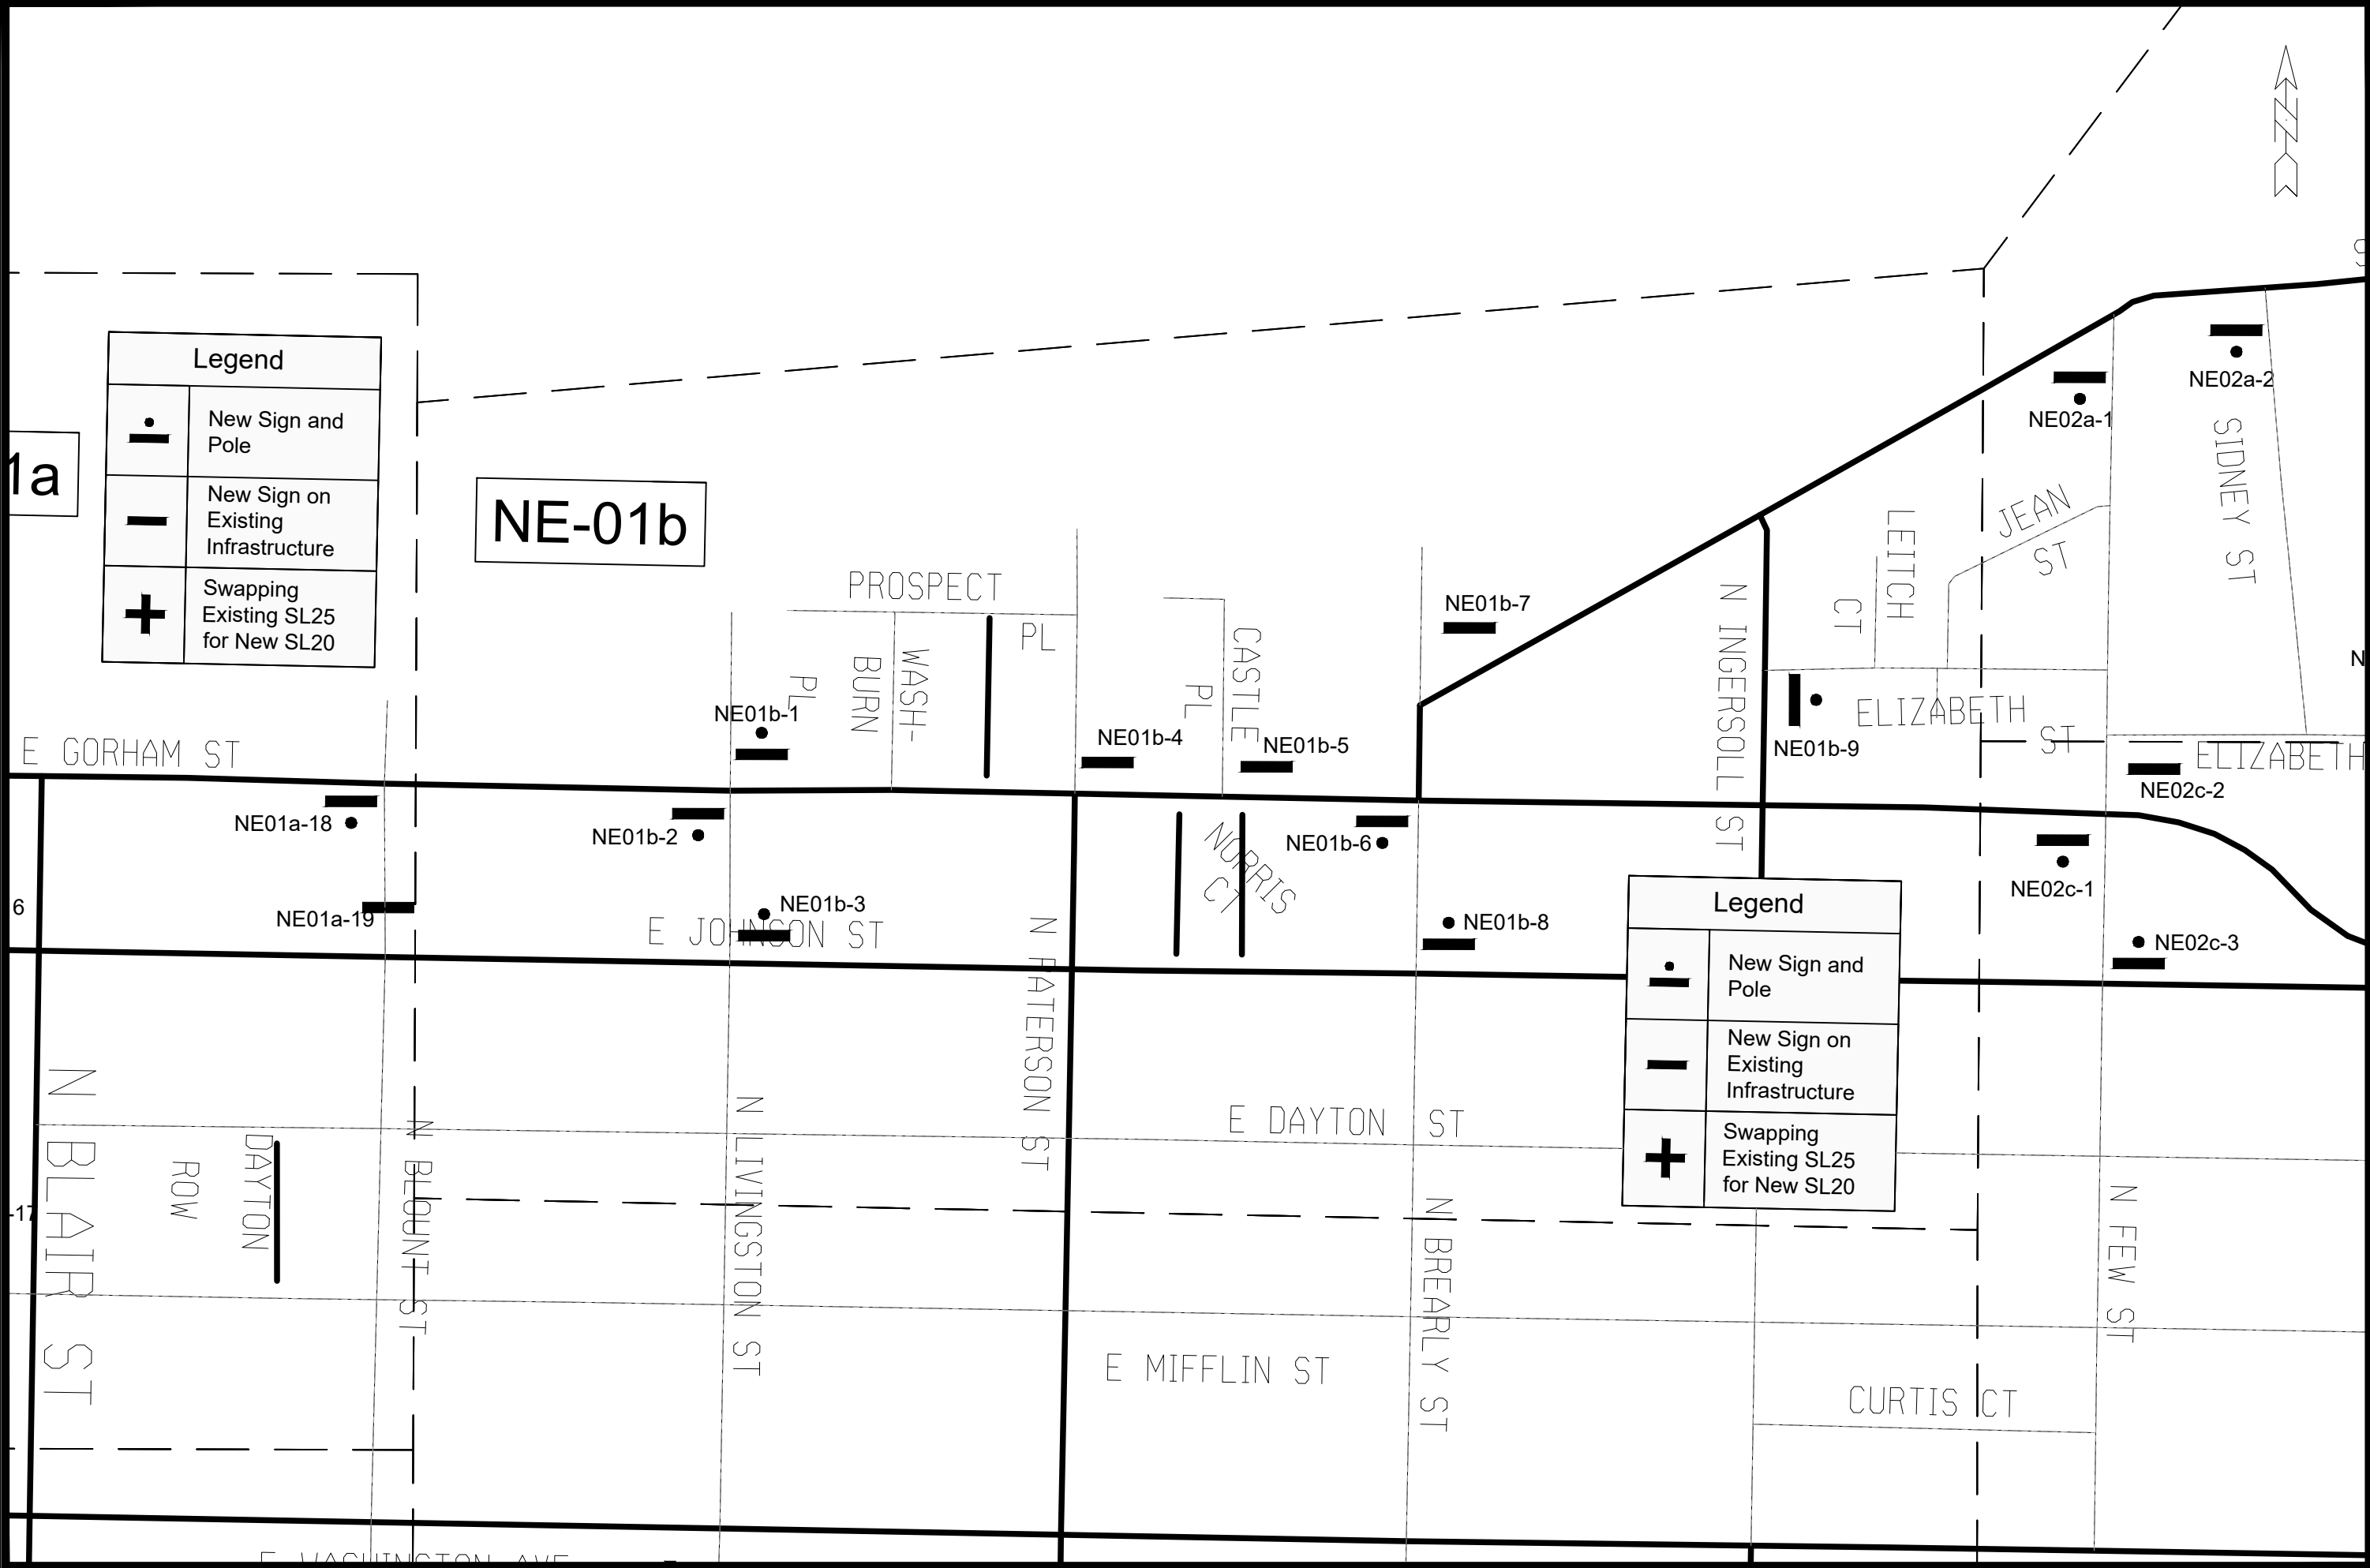 Legend
New Sign and
Pole
New Sign on
Existing
Infrastructure
Swapping
Existing SL25
for New SL20
1a
NE-01b
NE02a-2
NE02a-1
SIDNEY ST
JEAN
ST
LEITCH
CT
PROSPECT
PL
NE01b-7
N INGERSOLL ST
CASTLE
PL
WASH-
BURN
PL
NE01b-1
NE01b-4
NE01b-5
NE01b-9
ELIZABETH
ST
ELIZABETH
N
E GORHAM ST
NE02c-2
NE01a-18
NE01b-2
NORRIS
CT
NE01b-6
NE02c-1
6
NE01a-19
NE01b-3
E JOHNSON ST
NE01b-8
NE02c-3
N PATERSON ST
Legend
New Sign and
Pole
New Sign on
Existing
Infrastructure
Swapping
Existing SL25
for New SL20
E DAYTON ST
N BLAIR ST
DAYTON
ROW
N BLOUNT ST
N LIVINGSTON ST
N BREARLY ST
N FEW ST
-17
E MIFFLIN ST
CURTIS CT
E WASHINGTON AVE